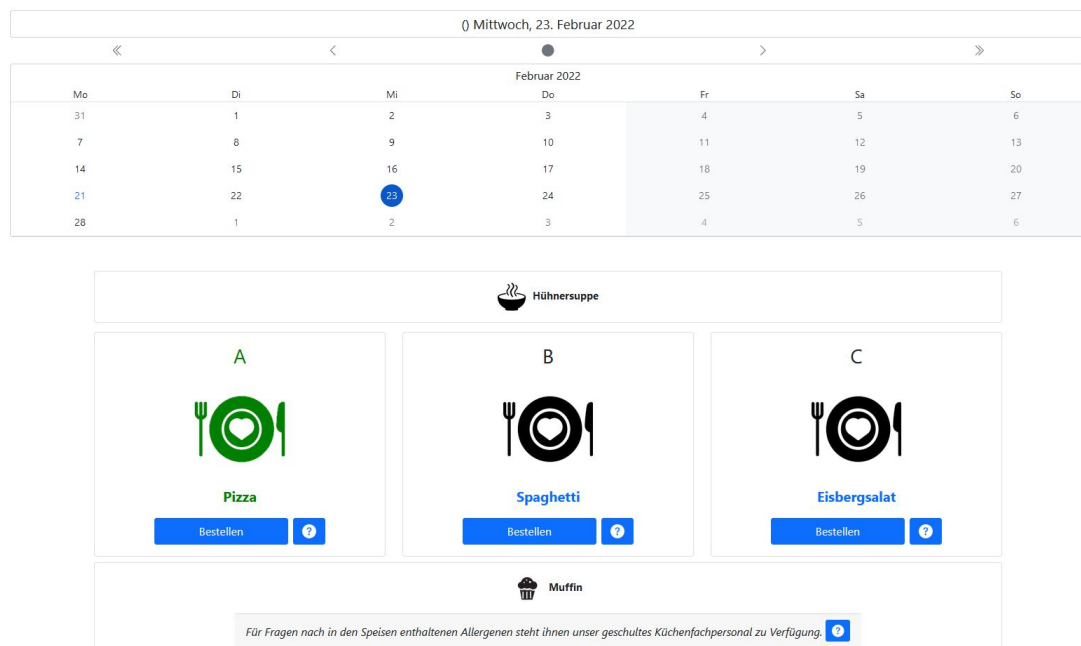 () Mittwoch, 23. Februar 2022
Februar 2022
Mo Di Mi Do Fr Sa So
31 1 2 3 4 5 6
7 8 9 10 11 12 13
14 15 16 17 18 19 20
21 22 23 24 25 26 27
28 1 2 3 4 5 6
Hühnersuppe
A B C
Pizza Spaghetti Eisbergsalat
Bestellen ? Bestellen ? Bestellen ?
Muffin
Für Fragen nach in den Speisen enthaltenen Allergenen steht ihnen unser geschultes Küchenfachpersonal zu Verfügung. ?